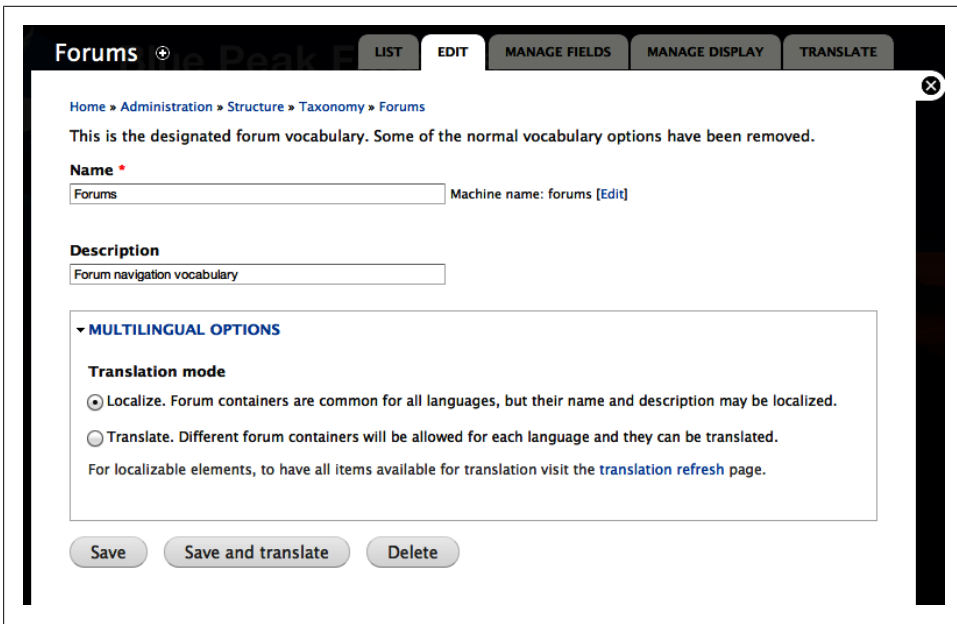 Forums
LIST EDIT MANAGE FIELDS MANAGE DISPLAY TRANSLATE
Home » Administration » Structure » Taxonomy » Forums
This is the designated forum vocabulary. Some of the normal vocabulary options have been removed.
Name *
Forums
Machine name: forums [Edit]
Description
Forum navigation vocabulary
MULTILINGUAL OPTIONS
Translation mode
Localize. Forum containers are common for all languages, but their name and description may be localized.
Translate. Different forum containers will be allowed for each language and they can be translated.
For localizable elements, to have all items available for translation visit the translation refresh page.
Save Save and translate Delete